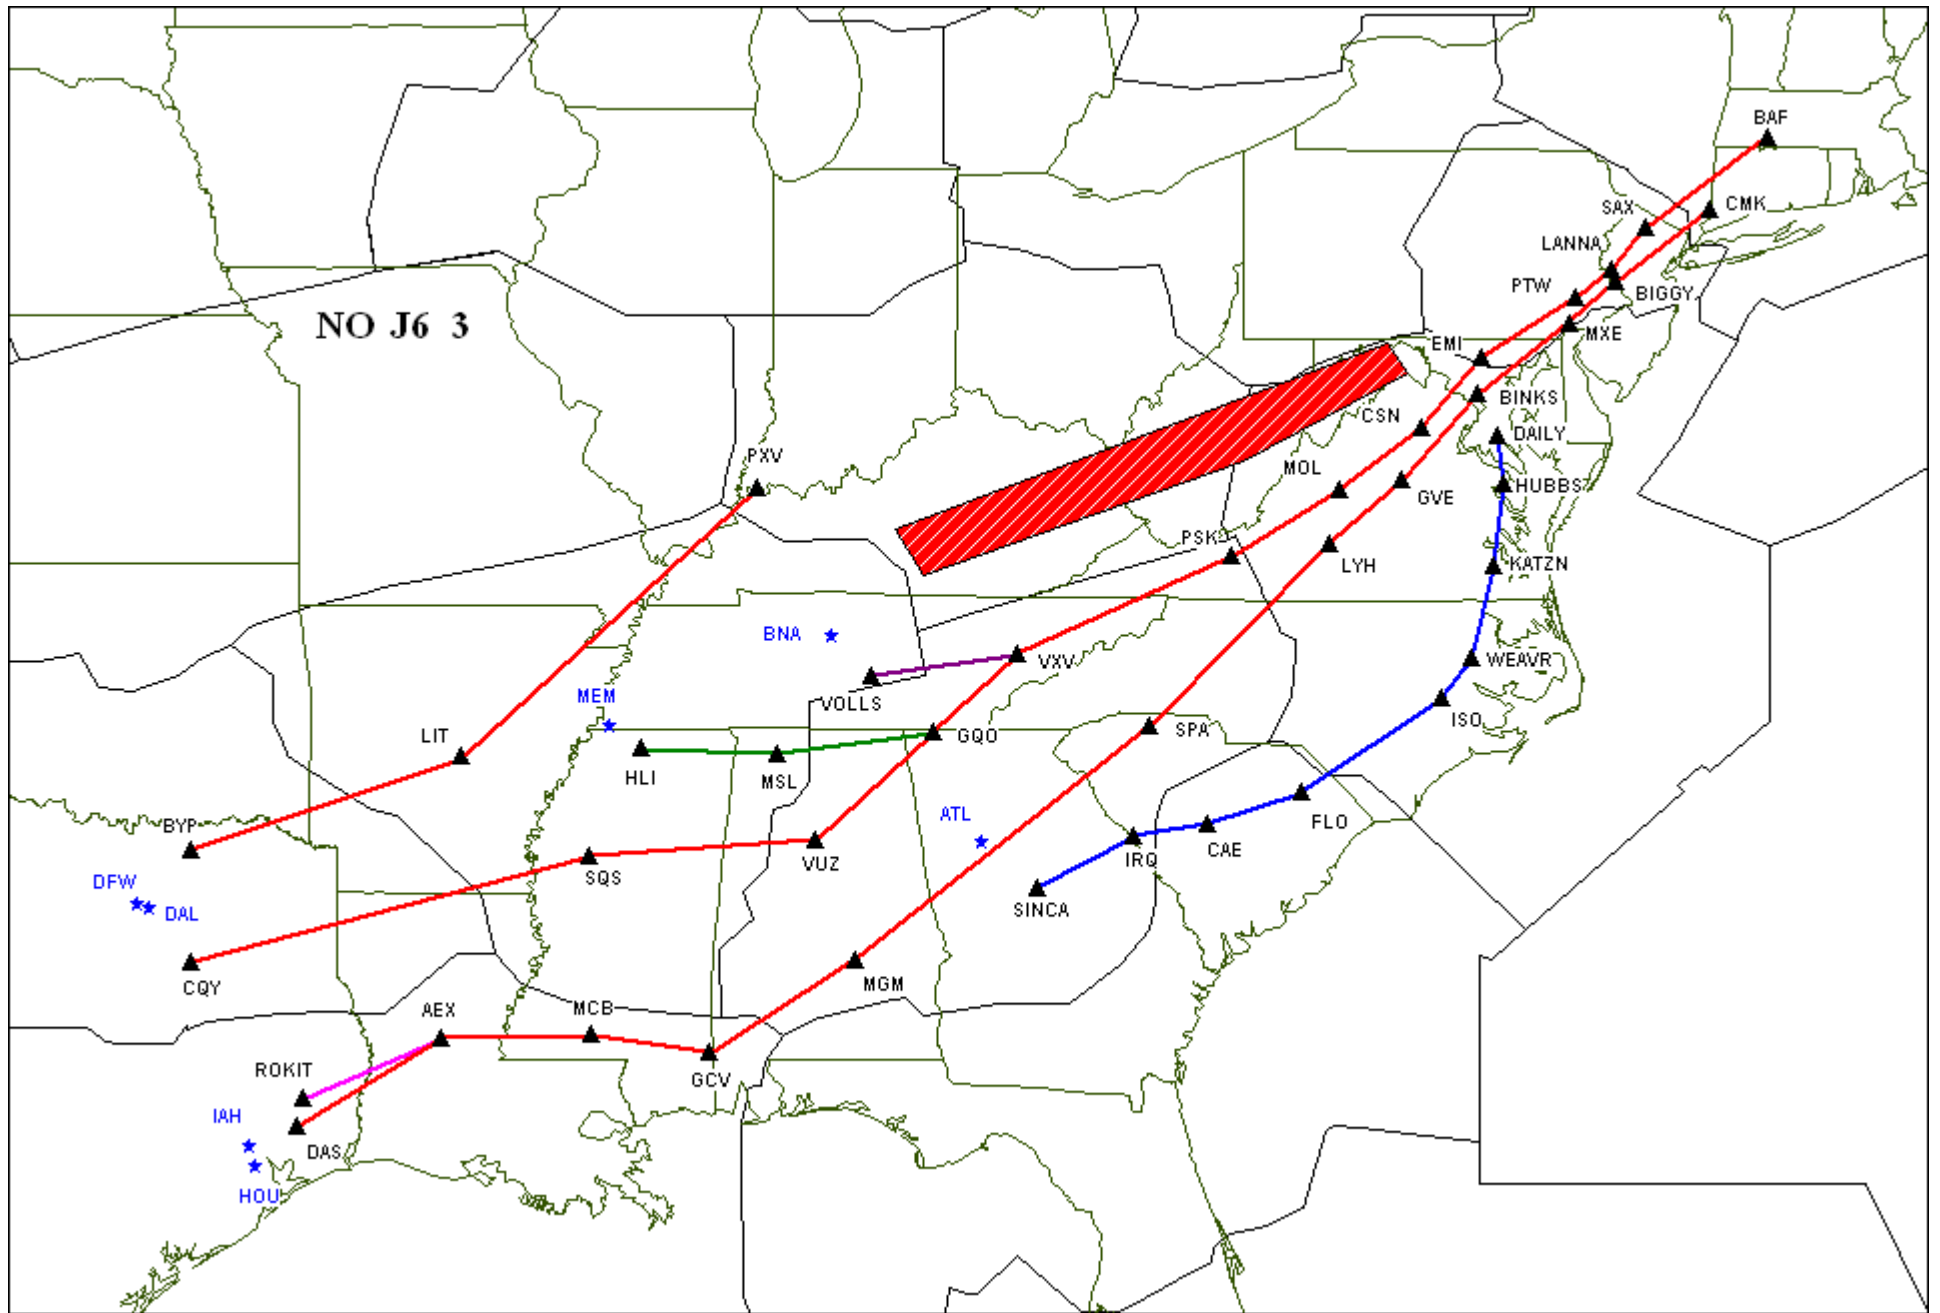 BAF
SAX
CMK
LANNA
PTW
BIGGY
NO J6 3
MXE
EMI
BINKS
CSN
DAILY
PXV
MOL
HUBBS
GVE
PSK
LYH
KATZN
BNA
VXV
WEAVR
MEM
VOLLS
ISO
LIT
GQO
SPA
HLI
MSL
ATL
BYP
FLO
CAE
VUZ
IRQ
SQS
DFW
DAL
SINCA
CQY
MGM
AEX
MCB
ROKIT
GCV
IAH
DAS
HOU